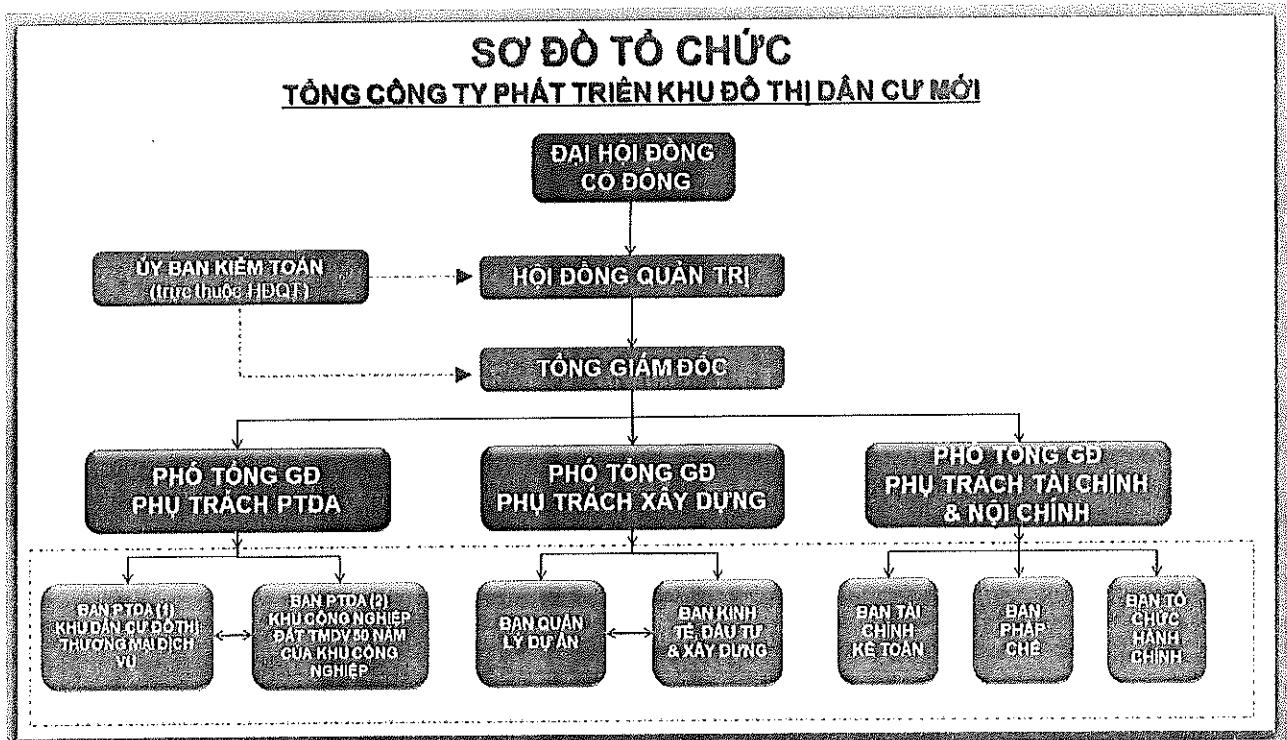 SƠ ĐỒ TỔ CHỨC
TỔNG CÔNG TY PHÁT TRIỂN KHU ĐÔ THỊ DÂN CƯ MỚI
ĐẠI HỘI ĐỒNG
CỔ ĐÔNG
ỦY BAN KIỂM TOÁN
(trực thuộc HĐQT)
HỘI ĐỒNG QUẢN TRỊ
TỔNG GIÁM ĐỐC
PHÓ TỔNG GĐ
PHỤ TRÁCH PTDA
PHÓ TỔNG GĐ
PHỤ TRÁCH XÂY DỰNG
PHÓ TỔNG GĐ
PHỤ TRÁCH TÀI CHÍNH
& NỘI CHÍNH
BAN PTDA (1)
KHU DÂN CƯ ĐÔ THỊ
THƯƠNG MẠI DỊCH
VỤ
BAN PTDA (2)
KHU CÔNG NGHIỆP
ĐẤT TMDV 50 NĂM
CỦA KHU CÔNG
NGHIỆP
BAN QUẢN
LÝ DỰ ÁN
BAN KINH
TẾ, ĐẦU TƯ
& XÂY DỰNG
BAN TÀI
CHÍNH
KẾ TOÁN
BAN
PHÁP
CHẾ
BAN TỔ
CHỨC
HÀNH
CHÍNH